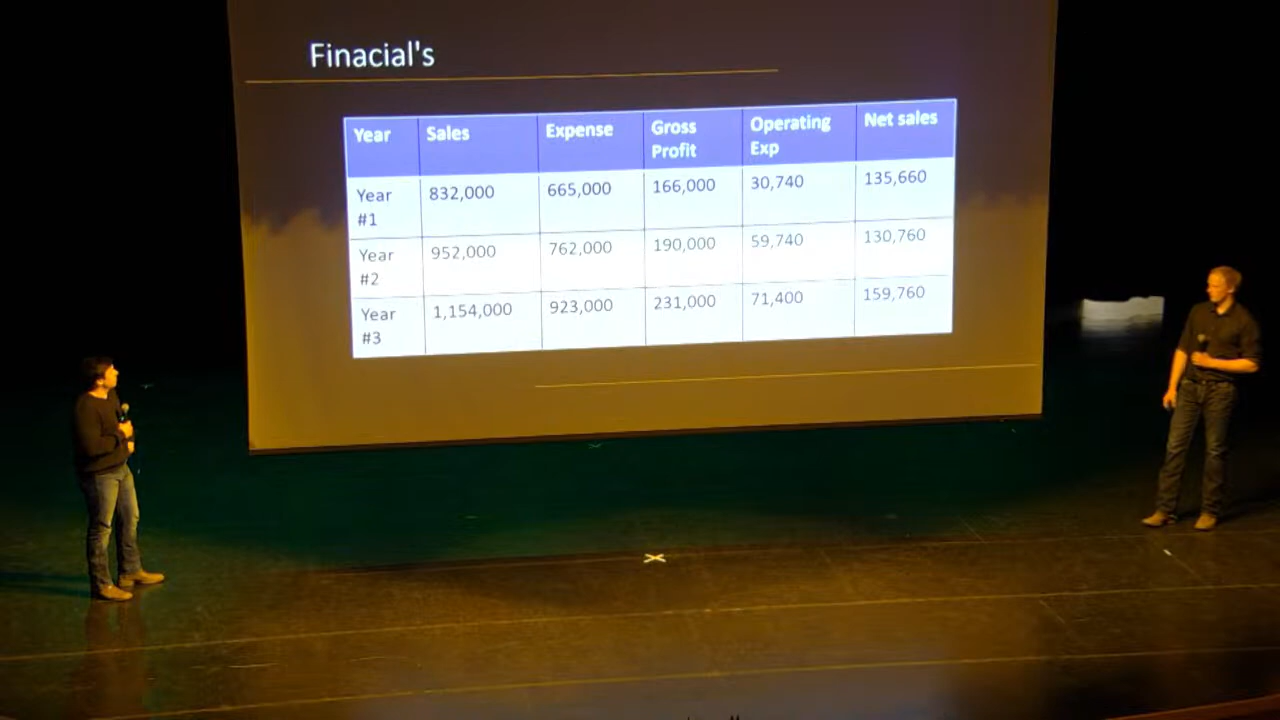 Finacial's
Year Sales Expense Gross Profit Operating Exp Net sales
Year #1 832,000 665,000 166,000 30,740 135,660
Year #2 952,000 762,000 190,000 59,740 130,760
Year #3 1,154,000 923,000 231,000 71,400 159,760